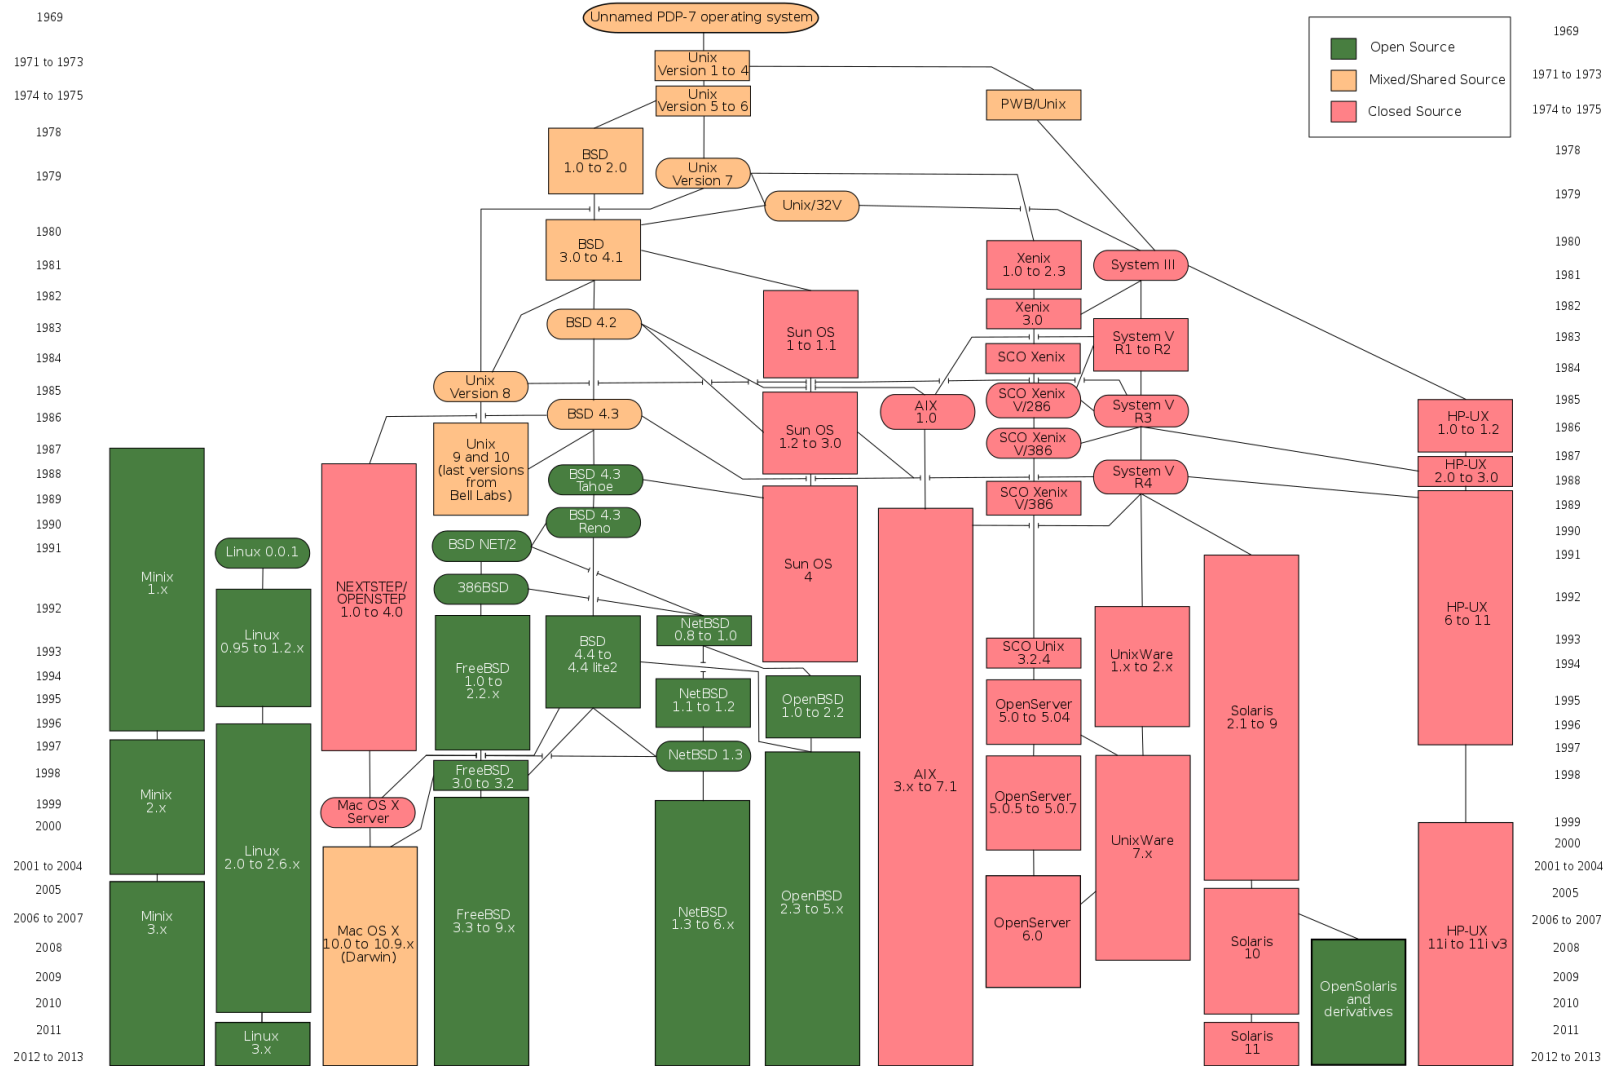 Unnamed PDP-7 operating system
1969
1969
Open Source
Mixed/Shared Source
Closed Source
Unix
Version 1 to 4
1971 to 1973
1971 to 1973
Unix
Version 5 to 6
1974 to 1975
PWB/Unix
1974 to 1975
1978
BSD
1.0 to 2.0
1978
Unix
Version 7
1979
1979
Unix/32V
1980
BSD
3.0 to 4.1
1980
1981
Xenix
1.0 to 2.3
System III
1981
1982
Xenix
3.0
1982
1983
BSD 4.2
Sun OS
1 to 1.1
System V
R1 to R2
1983
1984
SCO Xenix
1984
1985
Unix
Version 8
SCO Xenix
V/286
1985
1986
BSD 4.3
AIX
1.0
System V
R3
HP-UX
1.0 to 1.2
1986
Sun OS
1.2 to 3.0
SCO Xenix
V/386
1987
Unix
9 and 10
(last versions
from
Bell Labs)
1987
1988
BSD 4.3
Tahoe
System V
R4
HP-UX
2.0 to 3.0
1988
1989
SCO Xenix
V/386
1989
1990
BSD 4.3
Reno
1990
1991
Linux 0.0.1
BSD NET/2
1991
Minix
1.x
NEXTSTEP/
OPENSTEP
1.0 to 4.0
386BSD
Sun OS
4
1992
1992
HP-UX
6 to 11
Linux
0.95 to 1.2.x
NetBSD
0.8 to 1.0
1993
BSD
4.4 to
4.4 lite2
SCO Unix
3.2.4
UnixWare
1.x to 2.x
1993
1994
FreeBSD
1.0 to
2.2.x
1994
1995
NetBSD
1.1 to 1.2
OpenBSD
1.0 to 2.2
OpenServer
5.0 to 5.04
Solaris
2.1 to 9
1995
1996
1996
1997
NetBSD 1.3
1997
1998
FreeBSD
3.0 to 3.2
AIX
3.x to 7.1
1998
Minix
2.x
1999
Mac OS X
Server
OpenServer
5.0.5 to 5.0.7
1999
2000
UnixWare
7.x
2000
Linux
2.0 to 2.6.x
2001 to 2004
2001 to 2004
2005
OpenBSD
2.3 to 5.x
2005
2006 to 2007
Minix
3.x
FreeBSD
3.3 to 9.x
NetBSD
1.3 to 6.x
OpenServer
6.0
2006 to 2007
2008
Mac OS X
10.0 to 10.9.x
(Darwin)
Solaris
10
HP-UX
11i to 11i v3
2008
2009
2009
2010
OpenSolaris
and
derivatives
2010
2011
Linux
3.x
Solaris
11
2011
2012 to 2013
2012 to 2013